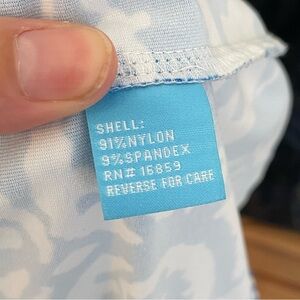 SHELL:
91%NYLON
9%SPANDEX
RN# 16859
REVERSE FOR CARE